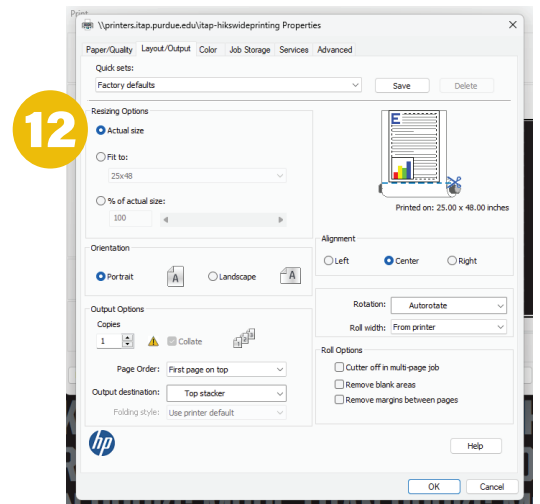 Print
\\printers.itap.purdue.edu\itap-hikswideprinting Properties
Paper/Quality Layout/Output Color Job Storage Services Advanced
Quick sets:
Factory defaults Save Delete
12
Resizing Options
Actual size
Fit to:
25x48
% of actual size:
100
E
Printed on: 25.00 x 48.00 inches
Orientation
Portrait A Landscape A
Alignment
Left Center Right
Output Options
Copies
1 Collate 1 2 3
Page Order: First page on top
Output destination: Top stacker
Folding style: Use printer default
Rotation: Autorotate
Roll width: From printer
Roll Options
Cutter off in multi-page job
Remove blank areas
Remove margins between pages
hp
Help
OK Cancel